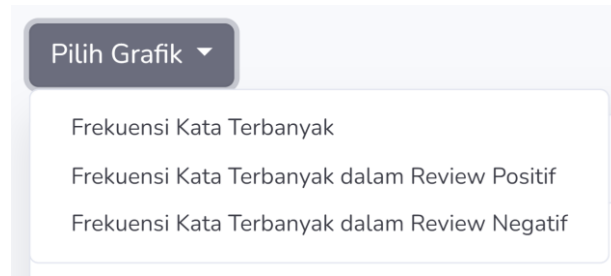 Pilih Grafik
Frekuensi Kata Terbanyak
Frekuensi Kata Terbanyak dalam Review Positif
Frekuensi Kata Terbanyak dalam Review Negatif